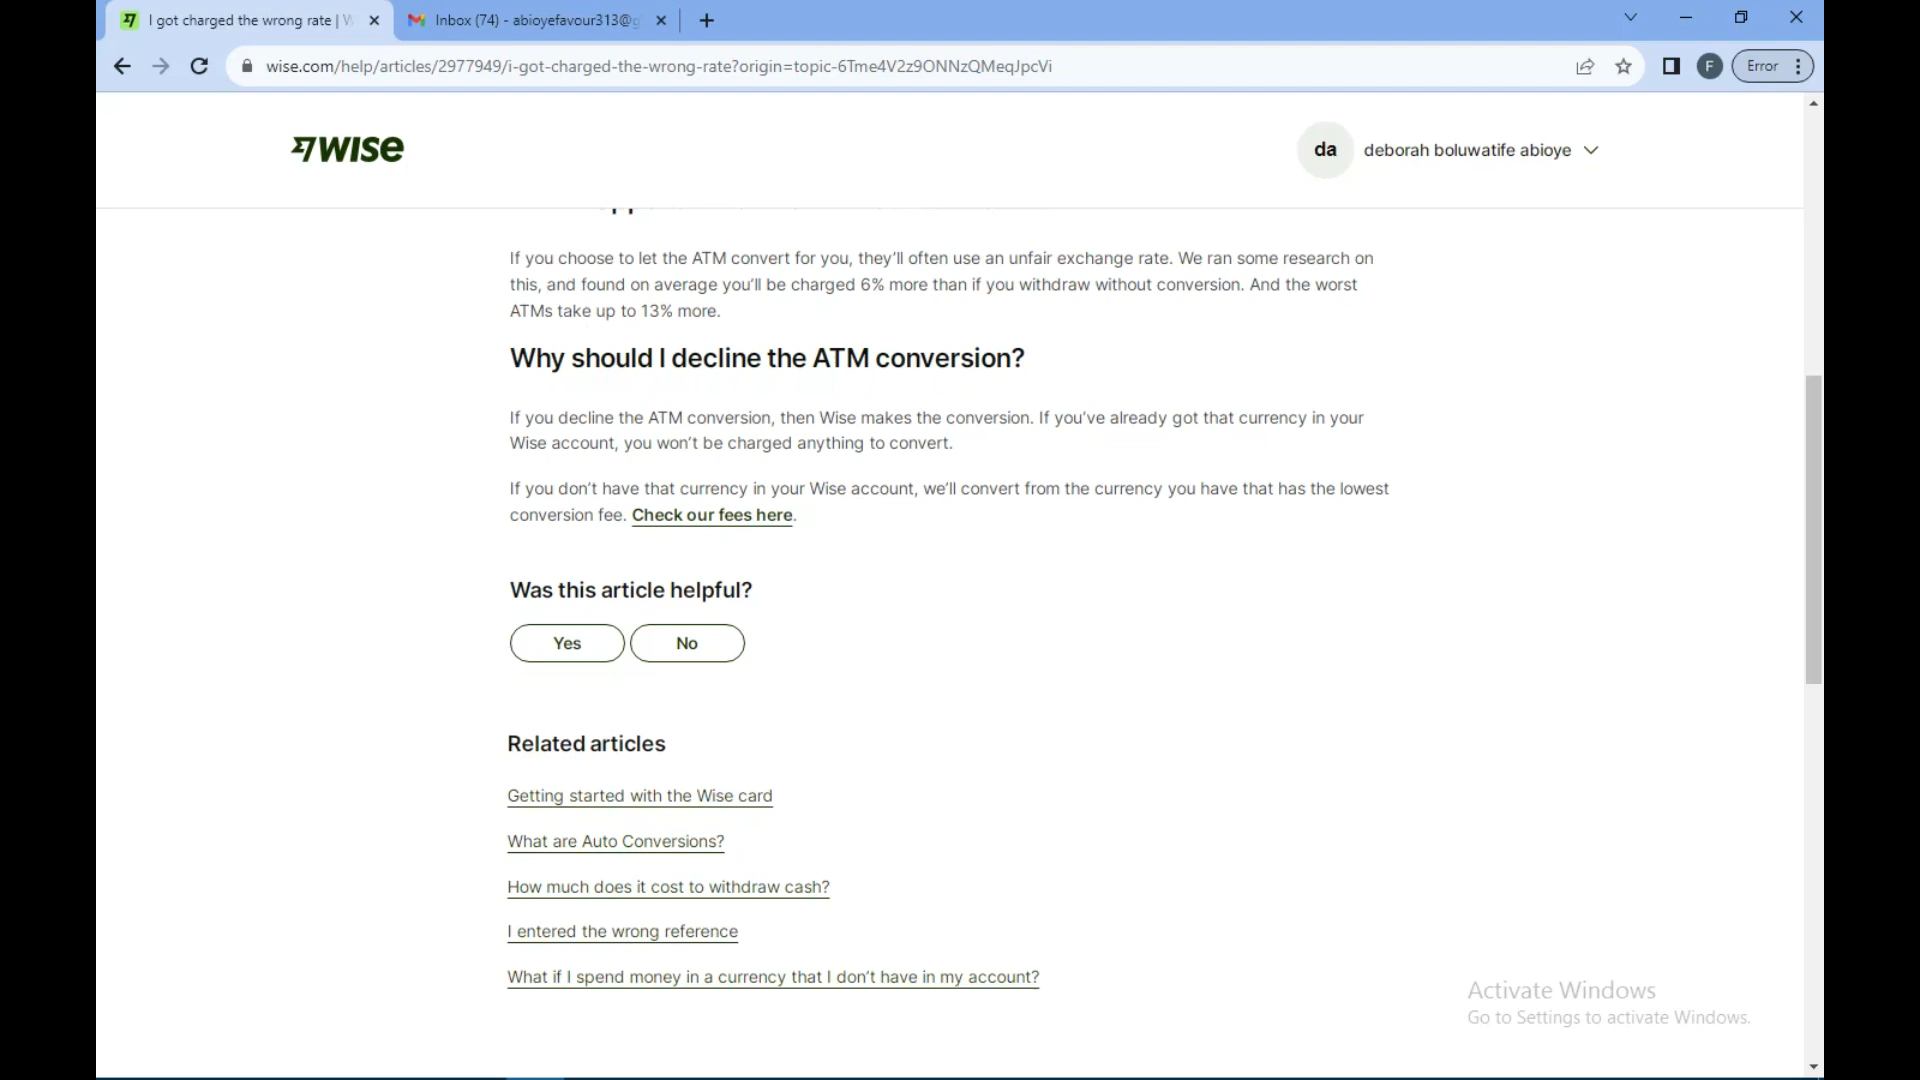 I got charged the wrong rate | W
Inbox (74) - abioyefavour313@g
wise.com/help/articles/2977949/i-got-charged-the-wrong-rate?origin=topic-6Tme4V2z9ONNzQMeqJpcVi
F
Error
WISE
da
deborah boluwatife abioye
If you choose to let the ATM convert for you, they’ll often use an unfair exchange rate. We ran some research on
this, and found on average you’ll be charged 6% more than if you withdraw without conversion. And the worst
ATMs take up to 13% more.
Why should I decline the ATM conversion?
If you decline the ATM conversion, then Wise makes the conversion. If you’ve already got that currency in your
Wise account, you won’t be charged anything to convert.
If you don’t have that currency in your Wise account, we’ll convert from the currency you have that has the lowest
conversion fee. Check our fees here.
Was this article helpful?
Yes
No
Related articles
Getting started with the Wise card
What are Auto Conversions?
How much does it cost to withdraw cash?
I entered the wrong reference
What if I spend money in a currency that I don’t have in my account?
Activate Windows
Go to Settings to activate Windows.